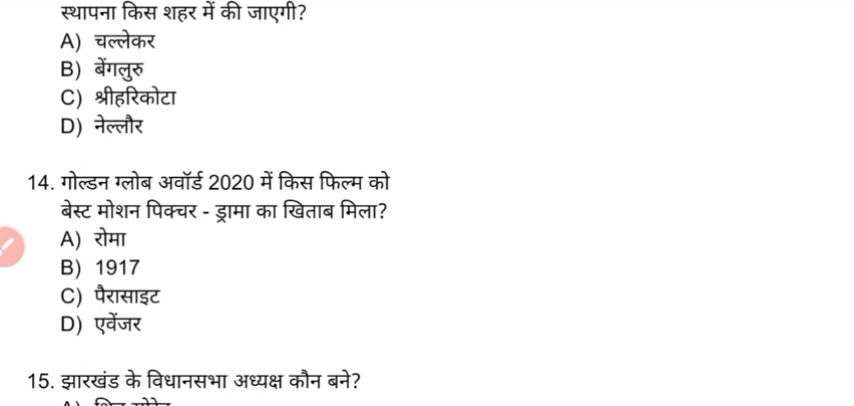 स्थापना किस शहर में की जाएगी?
A) चल्लेकर
B) बेंगलुरु
C) श्रीहरिकोटा
D) नेल्लौर
14. गोल्डन ग्लोब अवॉर्ड 2020 में किस फिल्म को
बेस्ट मोशन पिक्चर - ड्रामा का खिताब मिला?
A) रोमा
B) 1917
C) पैरासाइट
D) एवेंजर
15. झारखंड के विधानसभा अध्यक्ष कौन बने?